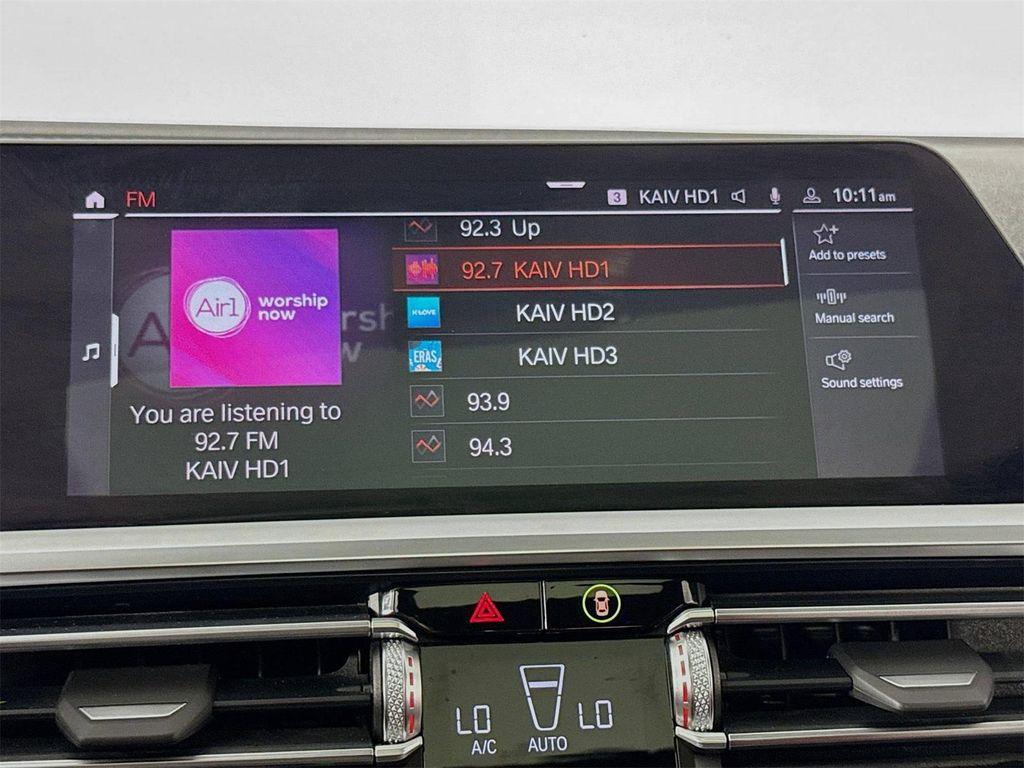 FM
3 KAIV HD1
10:11 am
Air1
worship
now
You are listening to
92.7 FM
KAIV HD1
92.3 Up
92.7 KAIV HD1
K-LOVE
KAIV HD2
ERAS
KAIV HD3
93.9
94.3
Add to presets
Manual search
Sound settings
LO
A/C
AUTO
LO